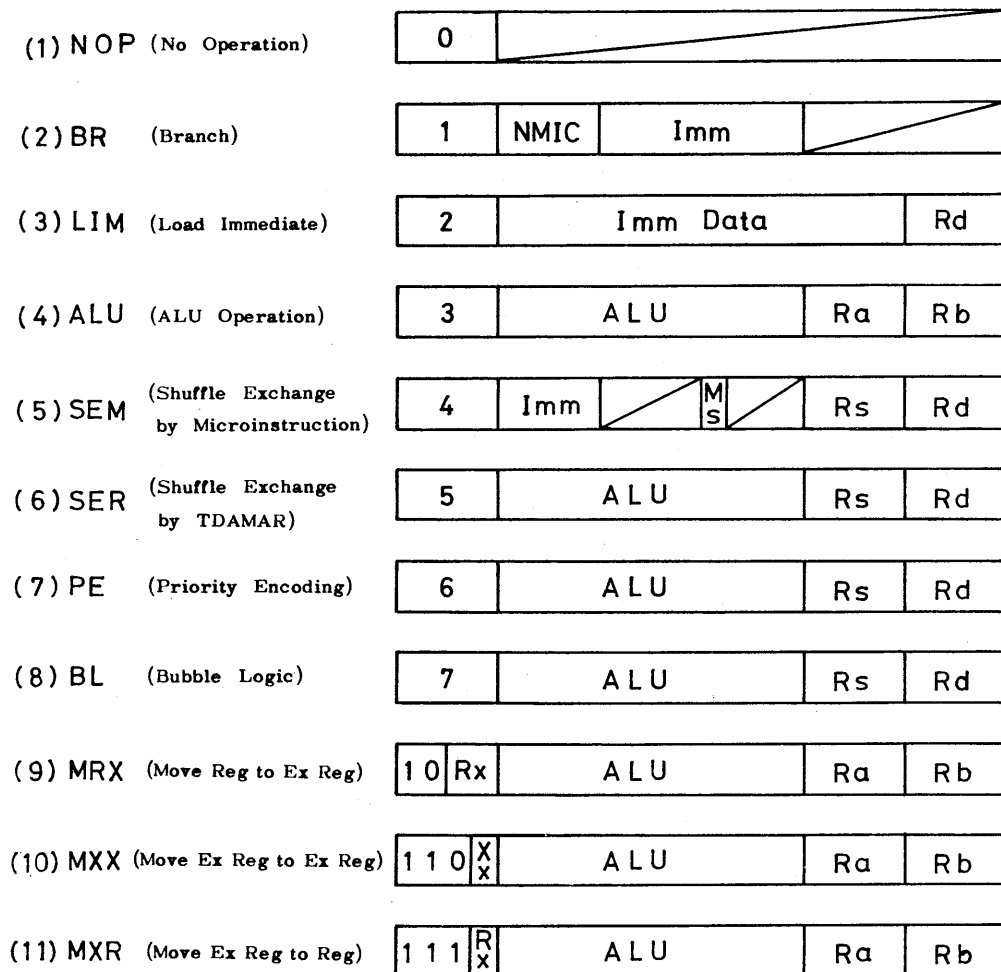 (1) NOP (No Operation) 0
(2) BR (Branch) 1 NMIC Imm
(3) LIM (Load Immediate) 2 Imm Data Rd
(4) ALU (ALU Operation) 3 ALU Ra Rb
(5) SEM (Shuffle Exchange by Microinstruction) 4 Imm Ms Rs Rd
(6) SER (Shuffle Exchange by TDAMAR) 5 ALU Rs Rd
(7) PE (Priority Encoding) 6 ALU Rs Rd
(8) BL (Bubble Logic) 7 ALU Rs Rd
(9) MRX (Move Reg to Ex Reg) 10 Rx ALU Ra Rb
(10) MXX (Move Ex Reg to Ex Reg) 110 Xx ALU Ra Rb
(11) MXR (Move Ex Reg to Reg) 111 Rx ALU Ra Rb